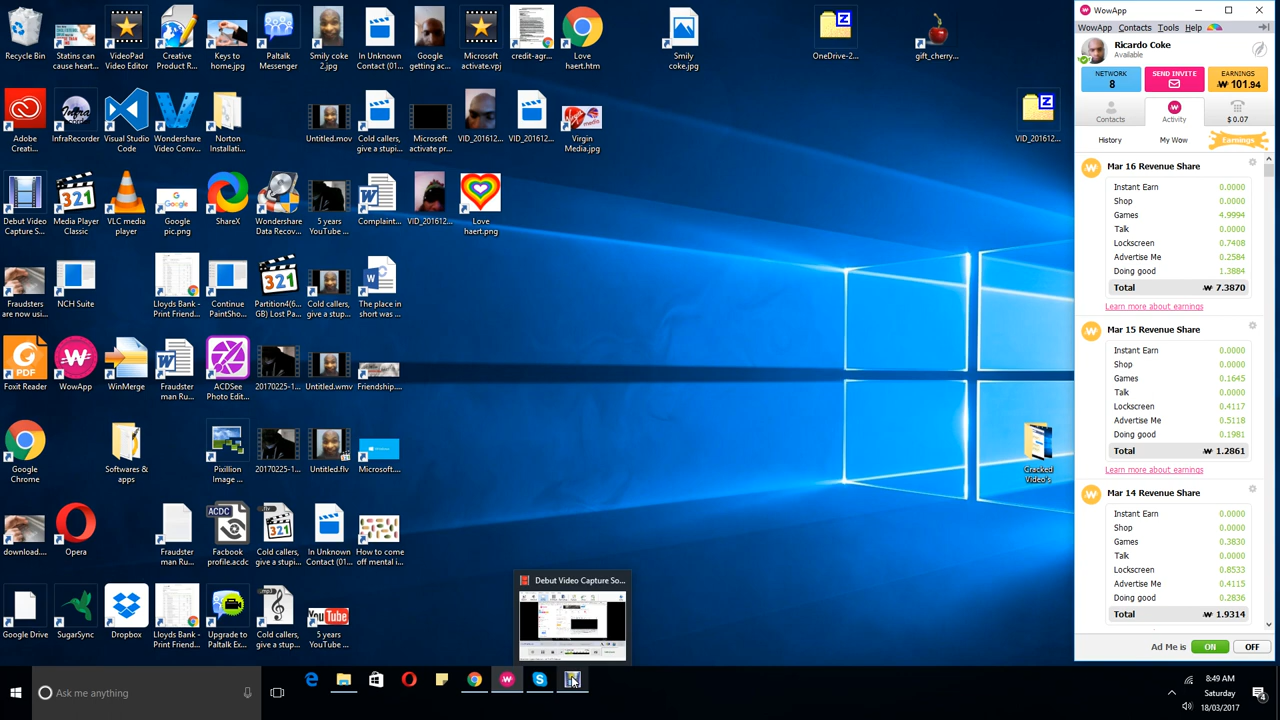 Recycle Bin
Statins can cause heart...
VideoPad Video Editor
Creative Product R...
Keys to home.jpg
Paltalk Messenger
Smily coke 2.jpg
In Unknown Contact (01...
Google getting ac...
Microsoft activate.vpj
credit-agr...
Love haert.htm
Smily coke.jpg
OneDrive-2...
gift_cherry...
Adobe Creati...
InfraRecorder
Visual Studio Code
Wondershare Video Conv...
Norton Installati...
Untitled.mov
Cold callers, give a stupi...
Microsoft activate pr...
VID_201612...
VID_201612...
Virgin Media.jpg
VID_201612...
Debut Video Capture S...
Media Player Classic
VLC media player
Google pic.png
ShareX
Wondershare Data Recov...
5 years YouTube ...
Complaint...
VID_201612...
Love haert.png
Fraudsters are now usi...
NCH Suite
Lloyds Bank - Print Friend...
Continue PaintSho...
Partition4(6... GB) Lost Pa...
Cold callers, give a stup...
The place in short was ...
Foxit Reader
WowApp
WinMerge
Fraudster man Ru...
ACDSee Photo Edit...
20170225-1...
Untitled.wmv
Friendship....
Google Chrome
Softwares & apps
Pixillion Image ...
20170225-1...
Untitled.flv
Microsoft....
Cracked Video's
download....
Opera
Fraudster man Ru...
Facbook profile.acdc
Cold callers, give a stupi...
In Unknown Contact (01...
How to come off mental i...
Google Drive
SugarSync
Dropbox
Lloyds Bank - Print Friend...
Upgrade to Paltalk Ex...
Cold callers, give a stupi...
5 years YouTube ...
Debut Video Capture So...
Ask me anything
WowApp
WowApp Contacts Tools Help
Ricardo Coke
Available
NETWORK 8
SEND INVITE
EARNINGS 101.94
Contacts
Activity
$ 0.07
History
My Wow
Earnings
Mar 16 Revenue Share
Instant Earn 0.0000
Shop 0.0000
Games 4.9994
Talk 0.0000
Lockscreen 0.7408
Advertise Me 0.2584
Doing good 1.3884
Total ₩ 7.3870
Learn more about earnings
Mar 15 Revenue Share
Instant Earn 0.0000
Shop 0.0000
Games 0.1645
Talk 0.0000
Lockscreen 0.4117
Advertise Me 0.5118
Doing good 0.1981
Total ₩ 1.2861
Learn more about earnings
Mar 14 Revenue Share
Instant Earn 0.0000
Shop 0.0000
Games 0.3830
Talk 0.0000
Lockscreen 0.8533
Advertise Me 0.4115
Doing good 0.2836
Total ₩ 1.9314
Ad Me is ON OFF
8:49 AM
Saturday
18/03/2017
4